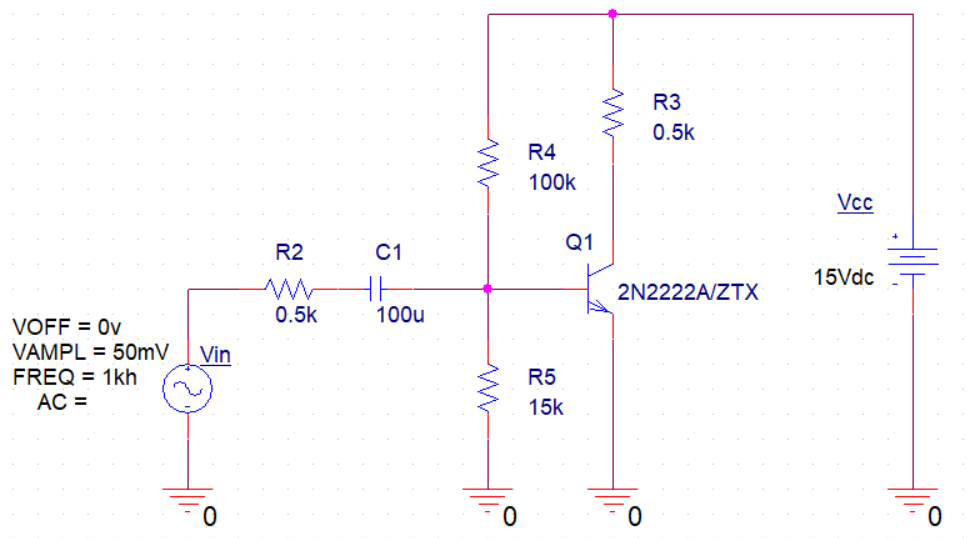 R3
0.5k
R4
100k
Vcc
Q1
R2
C1
15Vdc
2N2222A/ZTX
0.5k
100u
VOFF = 0v
VAMPL = 50mV
Vin
FREQ = 1kh
AC =
R5
15k
0
0
0
0